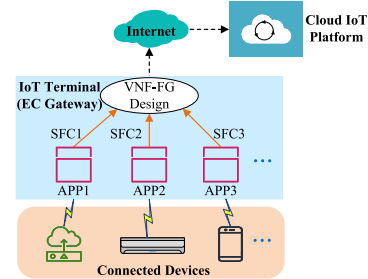 Internet
Cloud IoT
Platform
IoT Terminal
(EC Gateway)
VNF-FG
Design
SFC1
SFC2
SFC3
APP1
APP2
APP3
Connected Devices